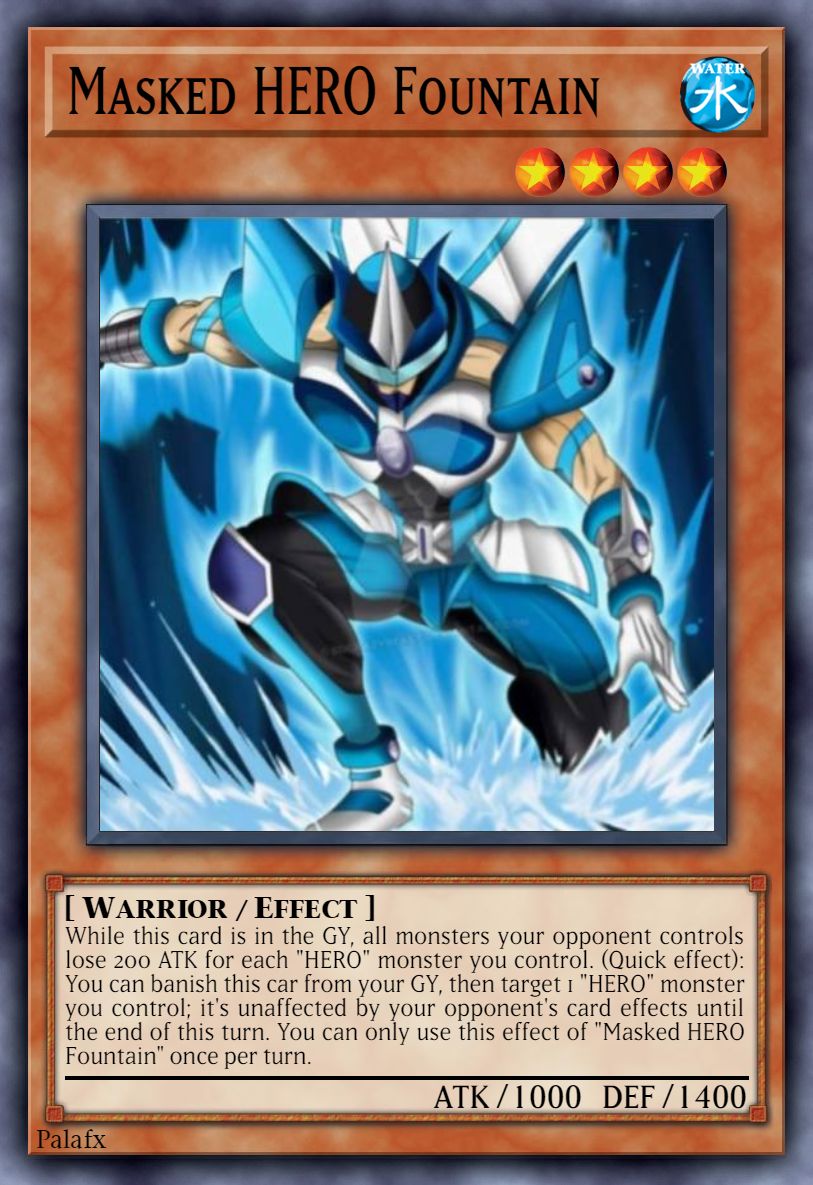 Masked HERO Fountain
WATER
水
[ Warrior / Effect ]
While this card is in the GY, all monsters your opponent controls
lose 200 ATK for each "HERO" monster you control. (Quick effect):
You can banish this car from your GY, then target 1 "HERO" monster
you control; it's unaffected by your opponent's card effects until
the end of this turn. You can only use this effect of "Masked HERO
Fountain" once per turn.
ATK / 1000 DEF / 1400
Palafx